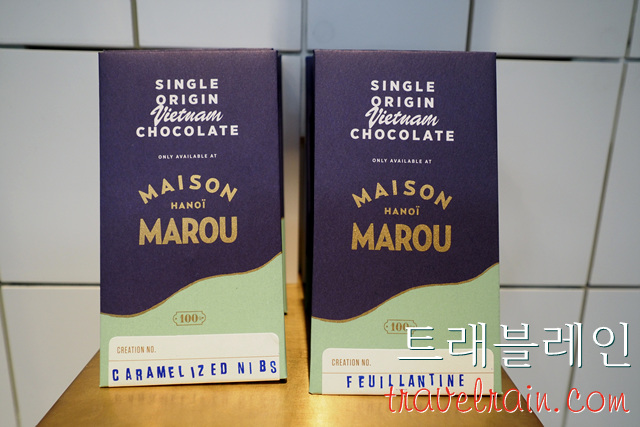 SINGLE
ORIGIN
Vietnam
CHOCOLATE
ONLY AVAILABLE AT
MAISON
HANOÏ
MAROU
100
CREATION NO.
CARAMELIZED NIBS
SINGLE
ORIGIN
Vietnam
CHOCOLATE
ONLY AVAILABLE AT
MAISON
HANOÏ
MAROU
100
CREATION NO.
FEUILLANTINE
트래블레인
travelrain.com